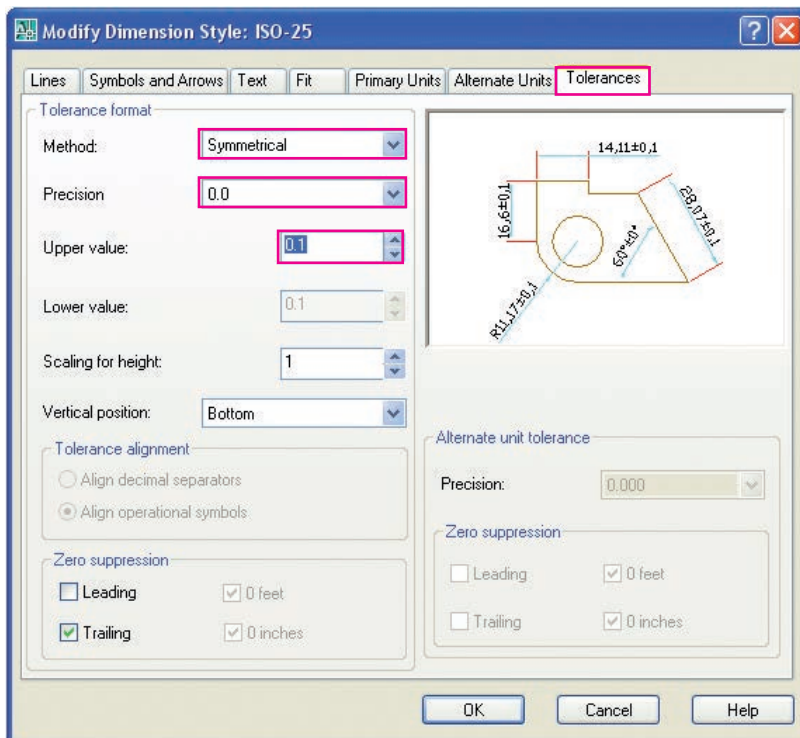 Modify Dimension Style: ISO-25
Lines Symbols and Arrows Text Fit Primary Units Alternate Units Tolerances
Tolerance format
Method: Symmetrical
Precision 0.0
Upper value: 0.1
Lower value: 0.1
Scaling for height: 1
Vertical position: Bottom
Tolerance alignment
Align decimal separators
Align operational symbols
Zero suppression
Leading 0 feet
Trailing 0 inches
14,11±0,1
16,6±0,1
28,07±0,1
60°±0°
R11,17±0,1
Alternate unit tolerance
Precision: 0.000
Zero suppression
Leading 0 feet
Trailing 0 inches
OK Cancel Help